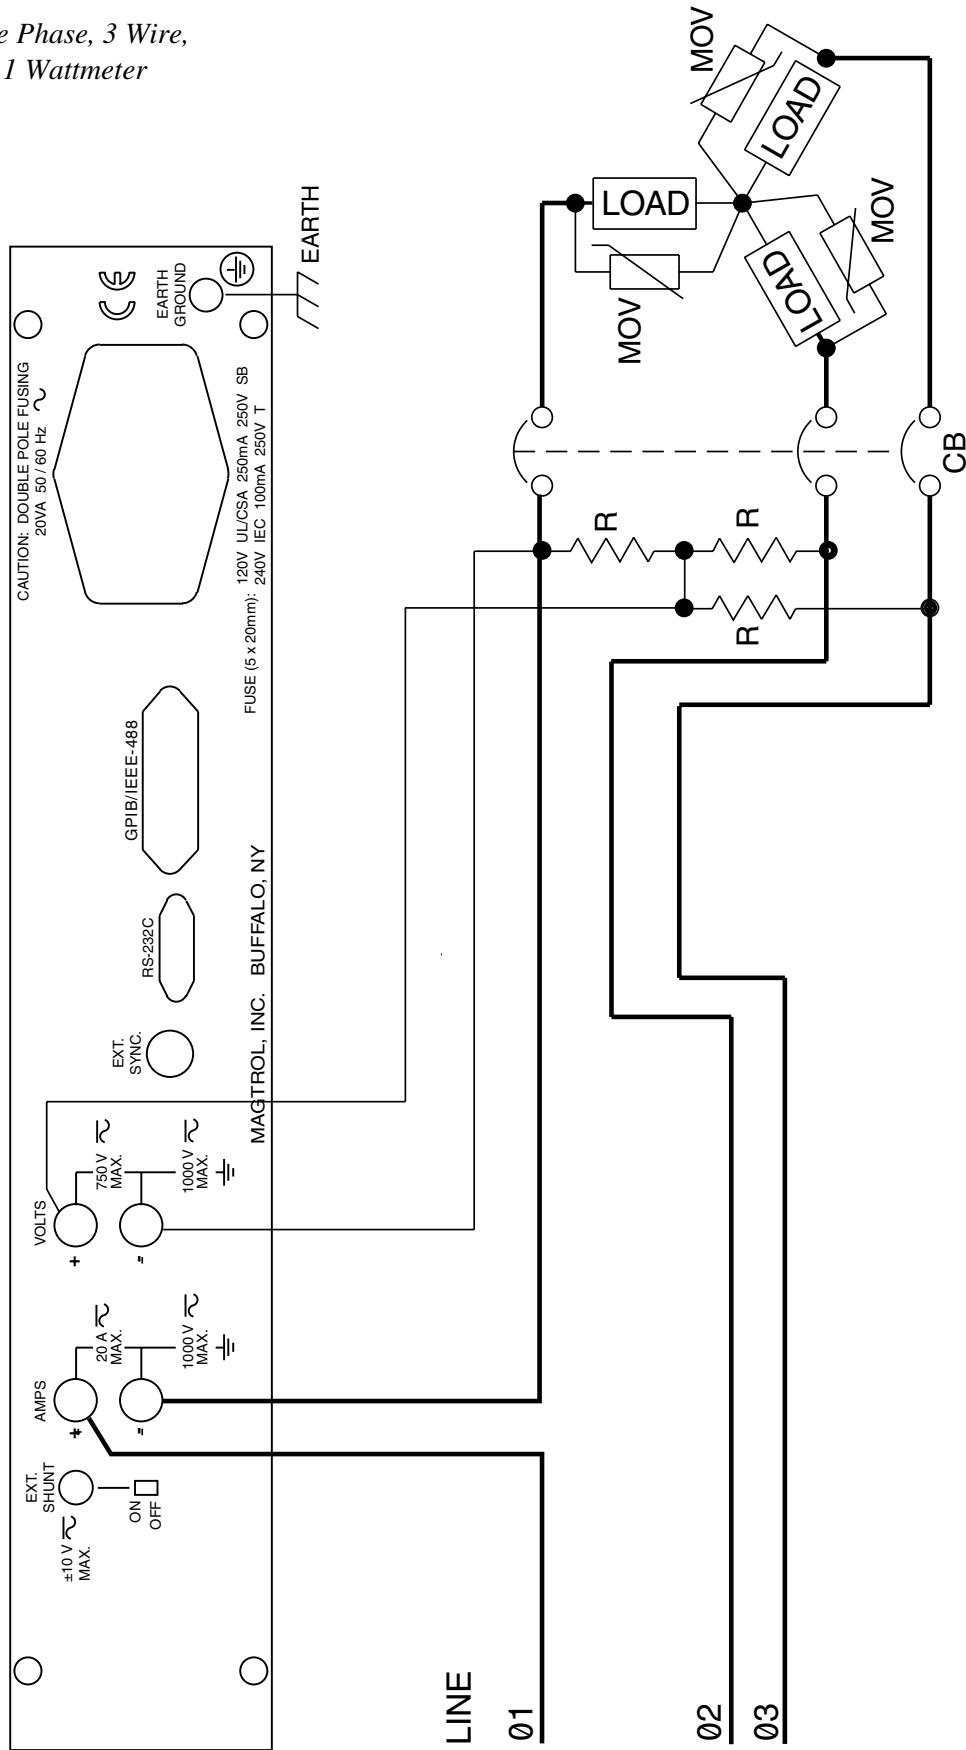 e Phase, 3 Wire,
1 Wattmeter
CAUTION: DOUBLE POLE FUSING
20VA 50 / 60 Hz
EARTH
GROUND
EARTH
FUSE (5 x 20mm): 120V UL/CSA 250mA 250V SB
240V IEC 100mA 250V T
GPIB/IEEE-488
RS-232C
EXT.
SYNC.
MAGTROL, INC. BUFFALO, NY
VOLTS
+
-
750 V
MAX.
1000 V
MAX.
AMPS
+
-
20 A
MAX.
1000 V
MAX.
EXT.
SHUNT
±10 V
MAX.
ON
OFF
LINE
Ø1
Ø2
Ø3
R
R
R
CB
MOV
LOAD
MOV
LOAD
MOV
LOAD
CE